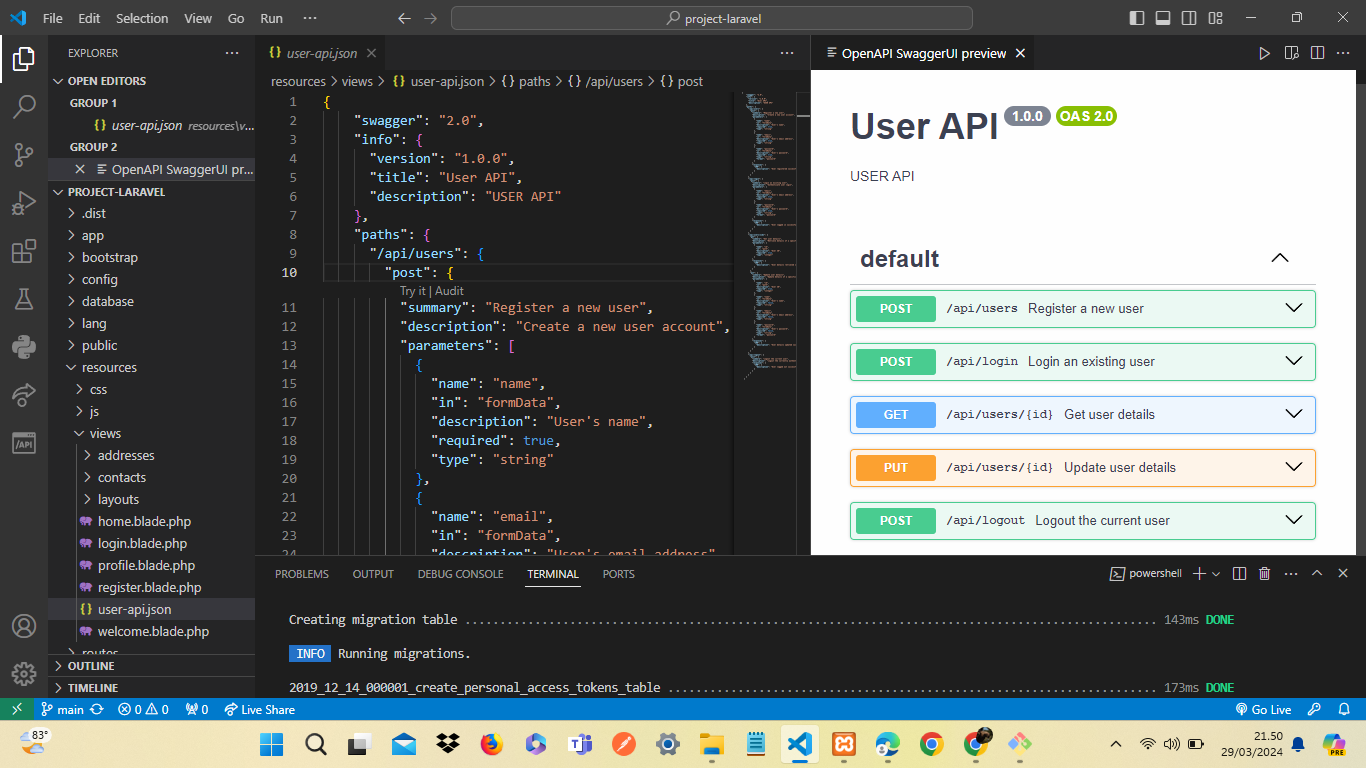 File Edit Selection View Go Run ··· project-laravel
EXPLORER
OPEN EDITORS
GROUP 1
user-api.json resources\v...
GROUP 2
OpenAPI SwaggerUI pr...
PROJECT-LARAVEL
.dist
app
bootstrap
config
database
lang
public
resources
css
js
views
addresses
contacts
layouts
home.blade.php
login.blade.php
profile.blade.php
register.blade.php
user-api.json
welcome.blade.php
routes
OUTLINE
TIMELINE
user-api.json
resources > views > {} user-api.json > {} paths > {} /api/users > {} post
1 {
2 "swagger": "2.0",
3 "info": {
4 "version": "1.0.0",
5 "title": "User API",
6 "description": "USER API"
7 },
8 "paths": {
9 "/api/users": {
10 "post": {
Try it | Audit
11 "summary": "Register a new user",
12 "description": "Create a new user account",
13 "parameters": [
14 {
15 "name": "name",
16 "in": "formData",
17 "description": "User's name",
18 "required": true,
19 "type": "string"
20 },
21 {
22 "name": "email",
23 "in": "formData",
24 "description": "User's email address"
OpenAPI SwaggerUI preview
User API 1.0.0 OAS 2.0
USER API
default
POST /api/users Register a new user
POST /api/login Login an existing user
GET /api/users/{id} Get user details
PUT /api/users/{id} Update user details
POST /api/logout Logout the current user
PROBLEMS OUTPUT DEBUG CONSOLE TERMINAL PORTS powershell
Creating migration table ........................................................................................... 143ms DONE
INFO Running migrations.
2019_12_14_000001_create_personal_access_tokens_table ................................................................ 173ms DONE
main 0 0 0 Live Share Go Live
83°
PRE
21.50
29/03/2024